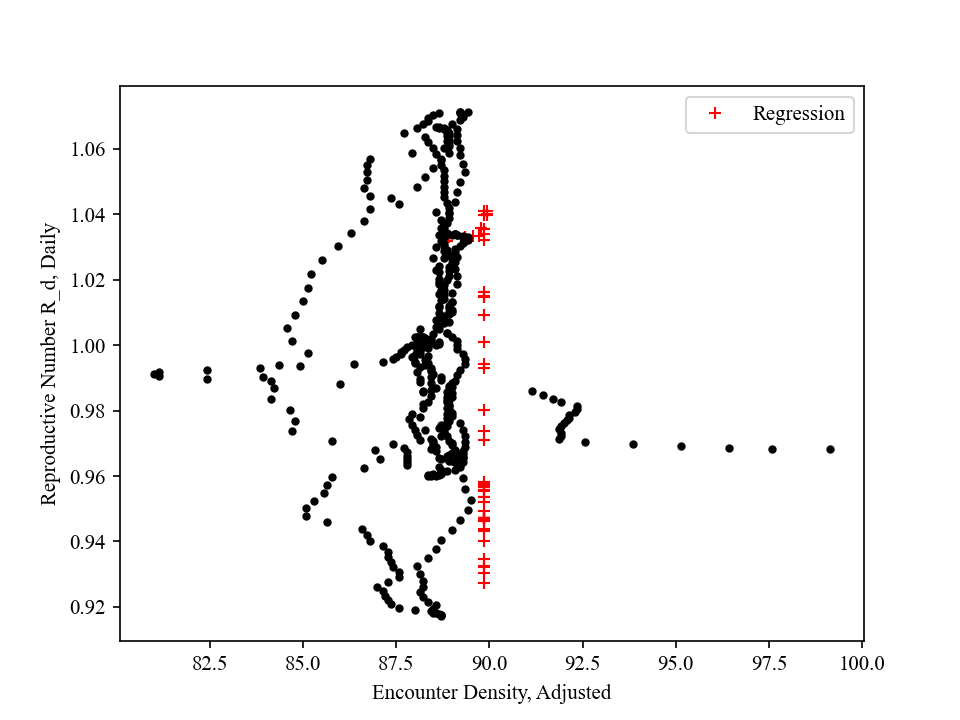 Regression
1.06
1.04
1.02
1.00
0.98
0.96
0.94
0.92
Reproductive Number R_d, Daily
82.5 85.0 87.5 90.0 92.5 95.0 97.5 100.0
Encounter Density, Adjusted